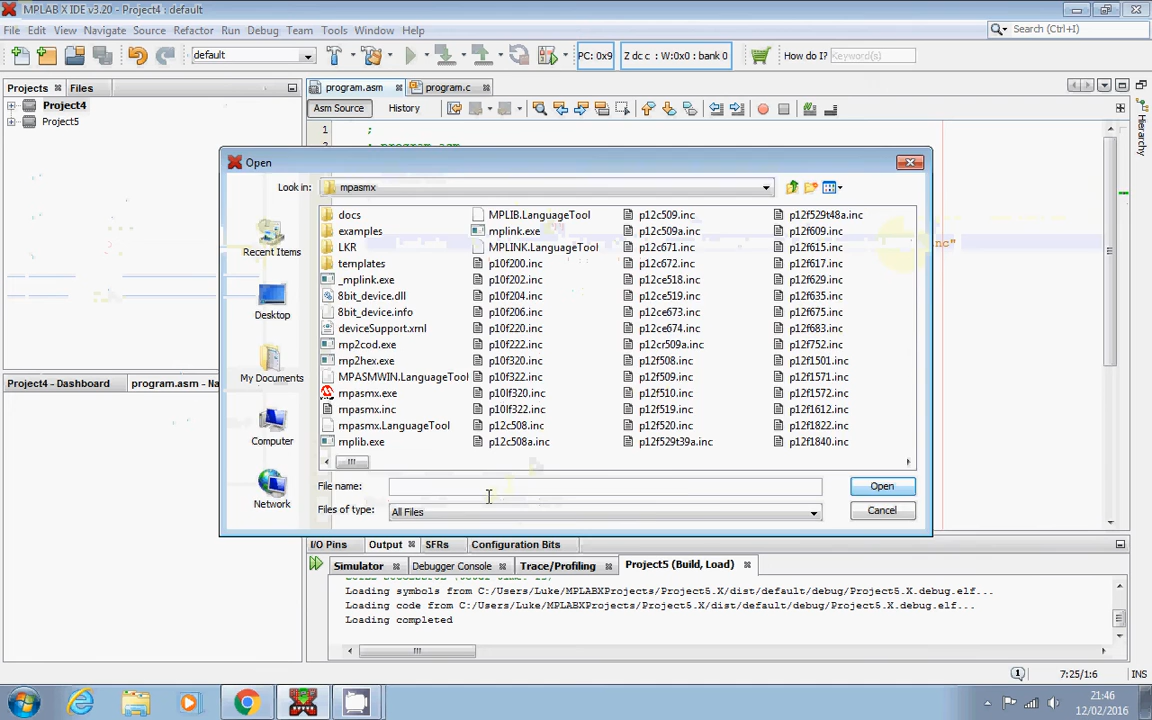 MPLAB X IDE v3.20 - Project4 : default
File Edit View Navigate Source Refactor Run Debug Team Tools Window Help
Search (Ctrl+I)
default
PC: 0x9
Z dc c : W:0x0 : bank 0
How do I?
Keyword(s)
Projects
Files
program.asm
program.c
Project4
Project5
Asm Source
History
1
;
Hierarchy
Open
Look in:
mpasmx
Recent Items
Desktop
My Documents
Computer
Network
docs
examples
LKR
templates
_mplink.exe
8bit_device.dll
8bit_device.info
deviceSupport.xml
mp2cod.exe
mp2hex.exe
MPASMWIN.LanguageTool
mpasmx.exe
mpasmx.inc
mpasmx.LanguageTool
mplib.exe
MPLIB.LanguageTool
mplink.exe
MPLINK.LanguageTool
p10f200.inc
p10f202.inc
p10f204.inc
p10f206.inc
p10f220.inc
p10f222.inc
p10f320.inc
p10f322.inc
p10lf320.inc
p10lf322.inc
p12c508.inc
p12c508a.inc
p12c509.inc
p12c509a.inc
p12c671.inc
p12c672.inc
p12ce518.inc
p12ce519.inc
p12ce673.inc
p12ce674.inc
p12cr509a.inc
p12f508.inc
p12f509.inc
p12f510.inc
p12f519.inc
p12f520.inc
p12f529t39a.inc
p12f529t48a.inc
p12f609.inc
p12f615.inc
p12f617.inc
p12f629.inc
p12f635.inc
p12f675.inc
p12f683.inc
p12f752.inc
p12f1501.inc
p12f1571.inc
p12f1612.inc
p12f1822.inc
p12f1840.inc
nc"
File name:
Open
Files of type:
All Files
Cancel
Project4 - Dashboard
program.asm - Na
I/O Pins
Output
SFRs
Configuration Bits
Simulator
Debugger Console
Trace/Profiling
Project5 (Build, Load)
Loading symbols from C:/Users/Luke/MPLABXProjects/Project5.X/dist/default/debug/Project5.X.debug.elf...
Loading code from C:/Users/Luke/MPLABXProjects/Project5.X/dist/default/debug/Project5.X.debug.elf...
Loading completed
7:25/1:6
INS
21:46
12/02/2016